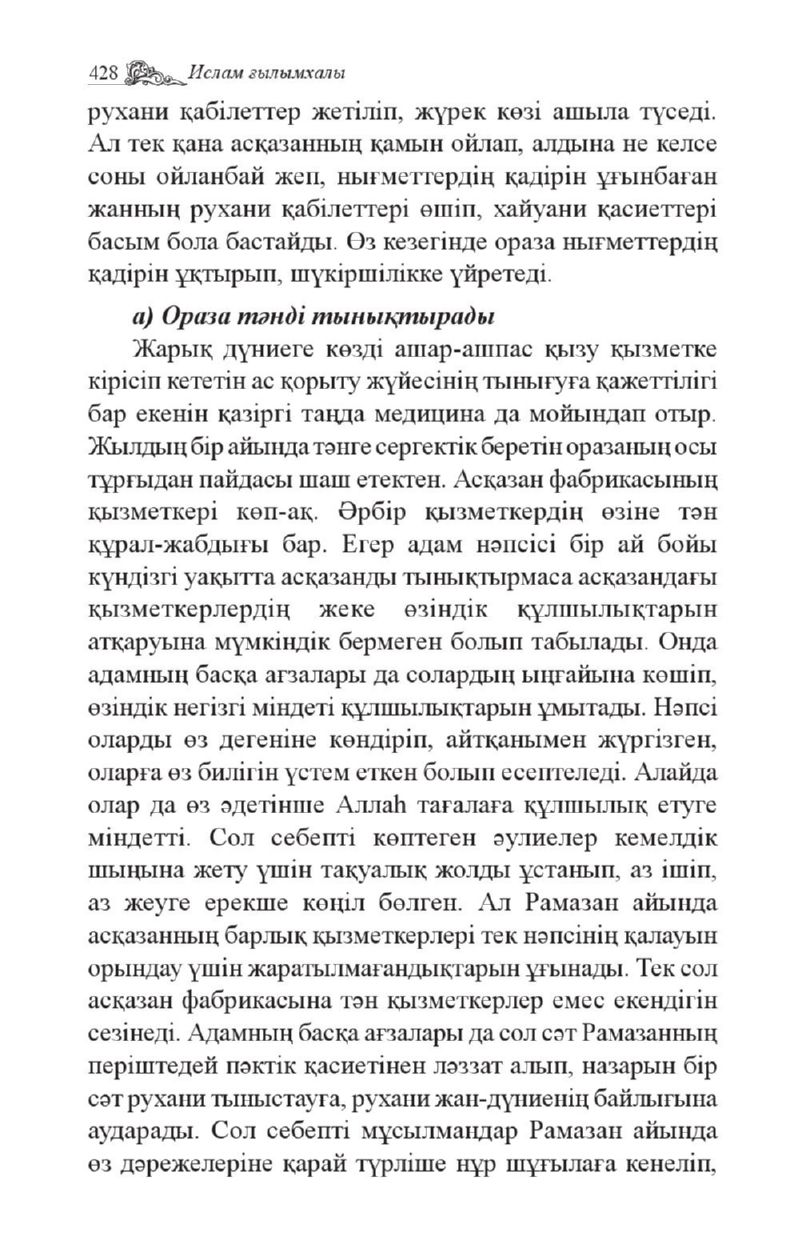 428 Ислам ғылымхалы
рухани қабілеттер жетіліп, жүрек көзі ашыла түседі.
Ал тек қана асқазанның қамын ойлап, алдына не келсе
соны ойланбай жеп, нығметтердің қадірін ұғынбаған
жанның рухани қабілеттері өшіп, хайуани қасиеттері
басым бола бастайды. Өз кезегінде ораза нығметтердің
қадірін ұқтырып, шүкіршілікке үйретеді.
а) Ораза тәнді тынықтырады
Жарық дүниеге көзді ашар-ашпас қызу қызметке
кірісіп кететін ас қорыту жүйесінің тынығуға қажеттілігі
бар екенін қазіргі таңда медицина да мойындап отыр.
Жылдың бір айында тәнге сергектік беретін оразаның осы
тұрғыдан пайдасы шаш етектен. Асқазан фабрикасының
қызметкері көп-ақ. Әрбір қызметкердің өзіне тән
құрал-жабдығы бар. Егер адам нәпсісі бір ай бойы
күндізгі уақытта асқазанды тынықтырмаса асқазандағы
қызметкерлердің жеке өзіндік құлшылықтарын
атқаруына мүмкіндік бермеген болып табылады. Онда
адамның басқа ағзалары да солардың ыңғайына көшіп,
өзіндік негізгі міндеті құлшылықтарын ұмытады. Нәпсі
оларды өз дегеніне көндіріп, айтқанымен жүргізген,
оларға өз билігін үстем еткен болып есептеледі. Алайда
олар да өз әдетінше Аллаһ тағалаға құлшылық етуге
міндетті. Сол себепті көптеген әулиелер кемелдік
шыңына жету үшін тақуалық жолды ұстанып, аз ішіп,
аз жеуге ерекше көңіл бөлген. Ал Рамазан айында
асқазанның барлық қызметкерлері тек нәпсінің қалауын
орындау үшін жаратылмағандықтарын ұғынады. Тек сол
асқазан фабрикасына тән қызметкерлер емес екендігін
сезінеді. Адамның басқа ағзалары да сол сәт Рамазанның
періштедей пәктік қасиетінен ләззат алып, назарын бір
сәт рухани тыныстауға, рухани жан-дүниенің байлығына
аударады. Сол себепті мұсылмандар Рамазан айында
өз дәрежелеріне қарай түрліше нұр шұғылаға кенеліп,